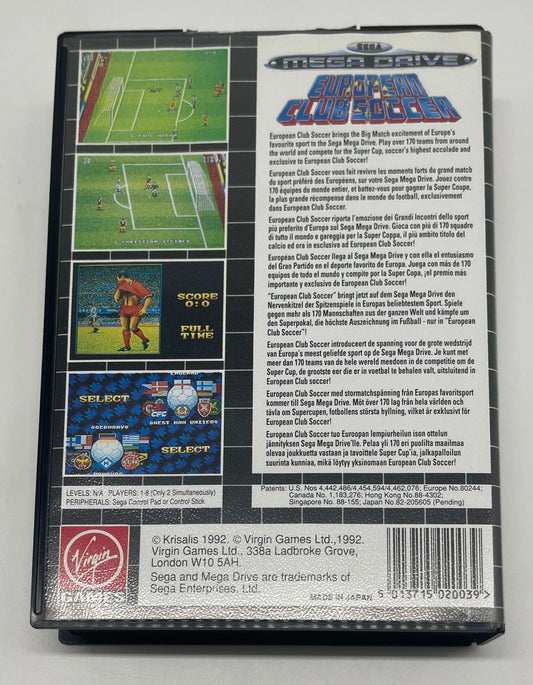 SEGA
MEGA DRIVE
EUROPEAN
CLUB SOCCER
European Club Soccer brings the Big Match excitement of Europe's
favourite sport to the Sega Mega Drive. Play over 170 teams from around
the world and compete for the Super Cup, soccer's highest accolade and
exclusive to European Club Soccer!
European Club Soccer vous fait revivre les moments forts du grand match
du sport préféré des Européens, sur votre Sega Mega Drive. Jouez contre
170 équipes du monde entier, et battez-vous pour gagner la Super Coupe,
la plus grande récompense dans le monde du football, exclusivement
dans European Club Soccer.
European Club Soccer riporta l'emozione dei Grandi Incontri dello sport
più preferito d'Europa sul Sega Mega Drive. Gioca con più di 170 squadre
di tutto il mondo e gareggia per la Super Coppa, il più ambito titolo del
calcio ed ora in esclusiva ad European Club Soccer!
European Club Soccer llega al Sega Mega Drive y con ella el entusiasmo
del Gran Partido en el deporte favorito de Europa. Juega con más de 170
equipos de todo el mundo y compite por la Super Copa, ¡el premio más
importante y exclusivo de European Club Soccer!
"European Club Soccer" bringt jetzt auf dem Sega Mega Drive den
Nervenkitzel der Spitzenspiele in Europas beliebtestem Sport. Spiele
gegen mehr als 170 Mannschaften aus der ganzen Welt und kämpfe um
den Superpokal, die höchste Auszeichnung im Fußball - nur in "European
Club Soccer"!
European Club Soccer introduceert de spanning voor de grote wedstrijd
van Europa's meest geliefde sport op de Sega Mega Drive. Je kunt met
meer dan 170 teams van de hele wereld meedoen in de competitie om de
Super Cup, de grootste eer die er in voetbal te behalen valt, uitsluitend in
European Club soccer!
European Club Soccer med stormatchspänning från Europas favoritsport
kommer till Sega Mega Drive. Möt över 170 lag från hela världen och
tävla om Supercupen, fotbollens största hyllning, vilket är exklusivt för
European Club Soccer!
European Club Soccer tuo Euroopan lempiurheilun ison ottelun
jännityksen Sega Mega Drive'lle. Pelaa yli 170 eri puolilta maailmaa
olevaa joukkuetta vastaan ja tavoittele Super Cup'ia, jalkapalloilun
suurinta kunniaa, mikä löytyy yksinomaan European Club Soccer!
SCORE
0:0
FULL
TIME
SELECT
CFC
WEST HAM UNITED
SELECT
LEVELS: N/A PLAYERS: 1-8 (Only 2 Simultaneously)
PERIPHERALS: Sega Control Pad or Control Stick
Patents: U.S. Nos 4,442,486/4,454,594/4,462,076; Europe No.80244;
Canada No. 1,183,276; Hong Kong No.88-4302;
Singapore No. 88-155; Japan No.82-205605 (Pending)
Virgin
GAMES
© Krisalis 1992. © Virgin Games Ltd.,1992.
Virgin Games Ltd., 338a Ladbroke Grove,
London W10 5AH.
Sega and Mega Drive are trademarks of
Sega Enterprises, Ltd.
MADE IN JAPAN
5 013715 020039 >